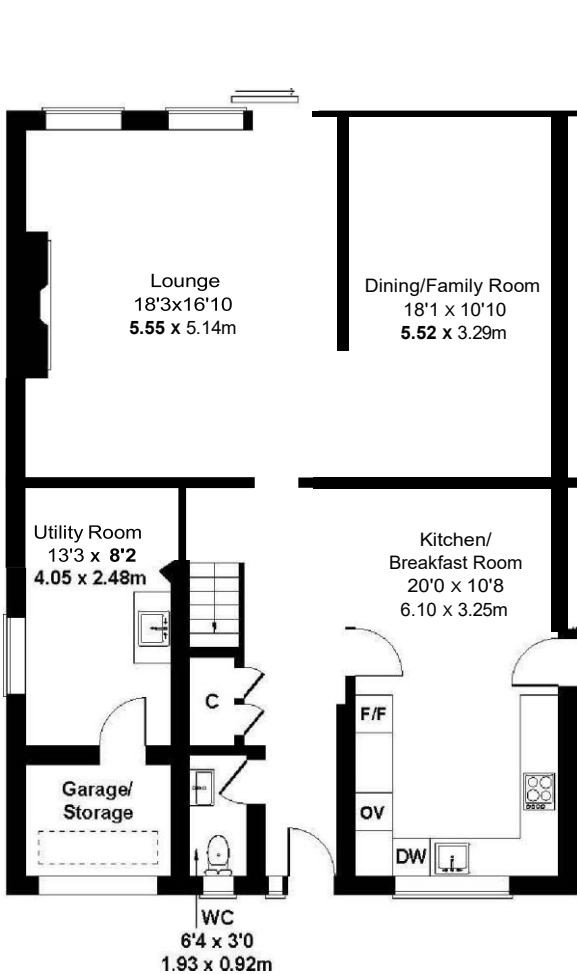 Lounge
18'3x16'10
5.55 x 5.14m
Dining/Family Room
18'1 x 10'10
5.52 x 3.29m
Utility Room
13'3 x 8'2
4.05 x 2.48m
Kitchen/
Breakfast Room
20'0 x 10'8
6.10 x 3.25m
C
F/F
Garage/
Storage
OV
DW
WC
6'4 x 3'0
1.93 x 0.92m